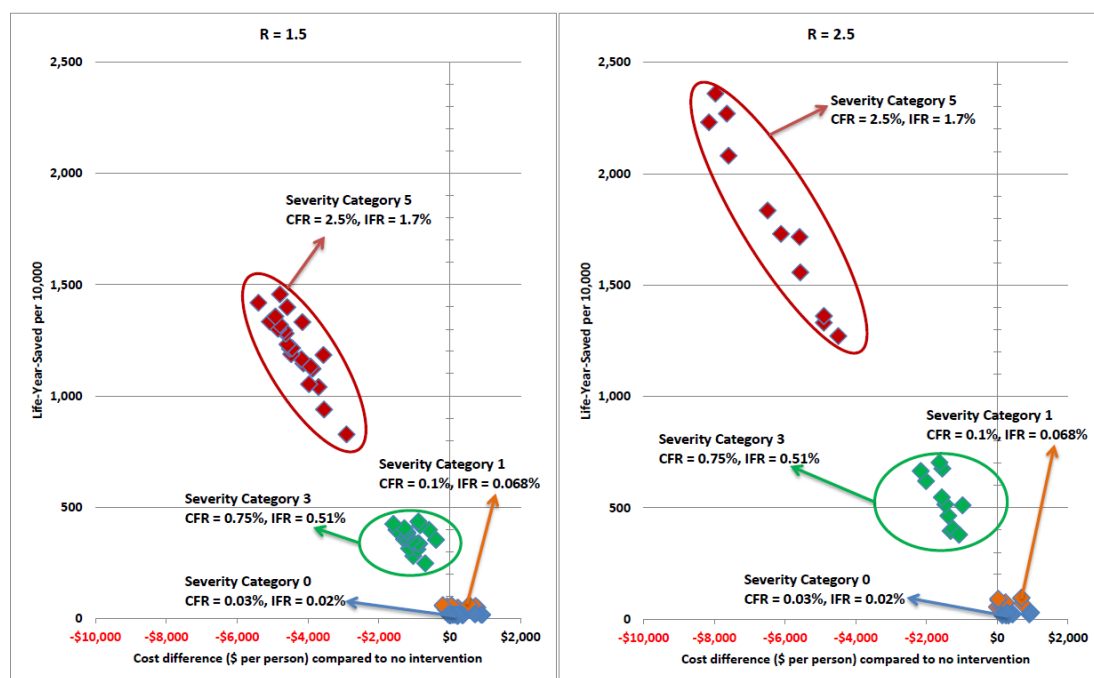 R = 1.5
2,500
2,000
1,500
1,000
500
0
Life-Year-Saved per 10,000
Severity Category 5
CFR = 2.5%, IFR = 1.7%
Severity Category 1
CFR = 0.1%, IFR = 0.068%
Severity Category 3
CFR = 0.75%, IFR = 0.51%
Severity Category 0
CFR = 0.03%, IFR = 0.02%
-$10,000 -$8,000 -$6,000 -$4,000 -$2,000 $0 $2,000
Cost difference ($ per person) compared to no intervention
R = 2.5
2,500
2,000
1,500
1,000
500
0
Life-Year-Saved per 10,000
Severity Category 5
CFR = 2.5%, IFR = 1.7%
Severity Category 1
CFR = 0.1%, IFR = 0.068%
Severity Category 3
CFR = 0.75%, IFR = 0.51%
Severity Category 0
CFR = 0.03%, IFR = 0.02%
-$10,000 -$8,000 -$6,000 -$4,000 -$2,000 $0 $2,000
Cost difference ($ per person) compared to no intervention